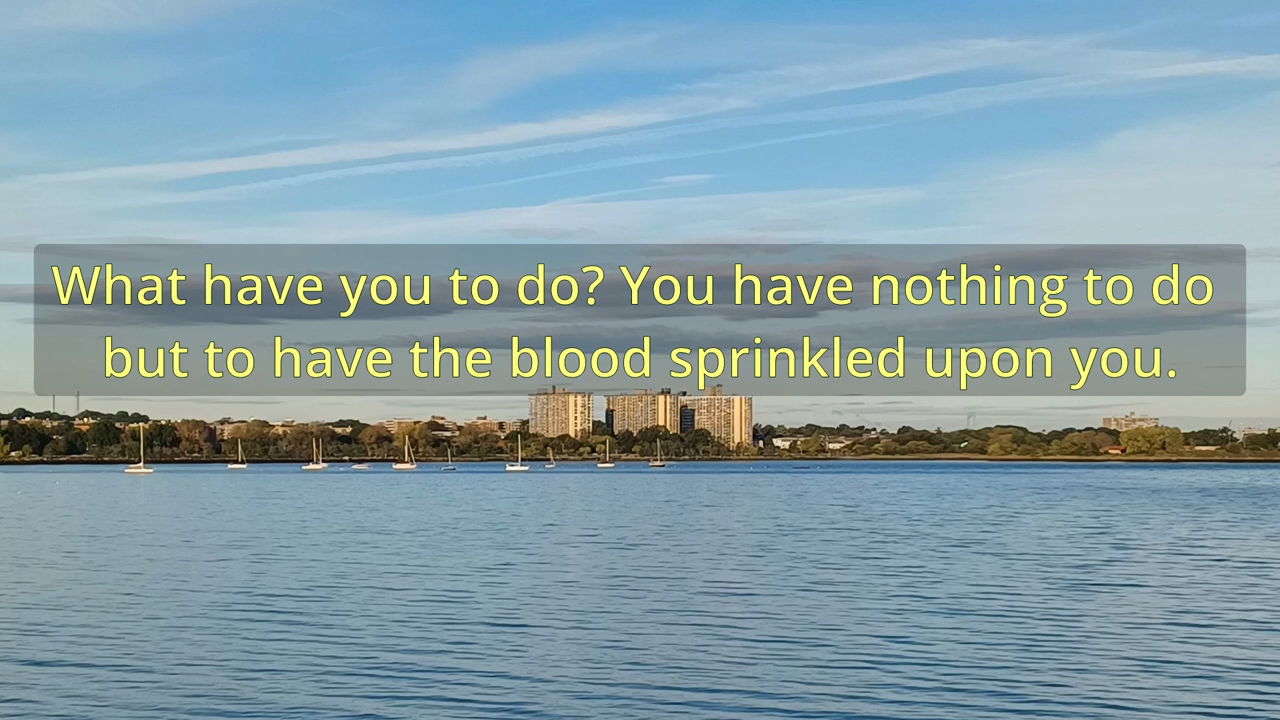 What have you to do? You have nothing to do
but to have the blood sprinkled upon you.